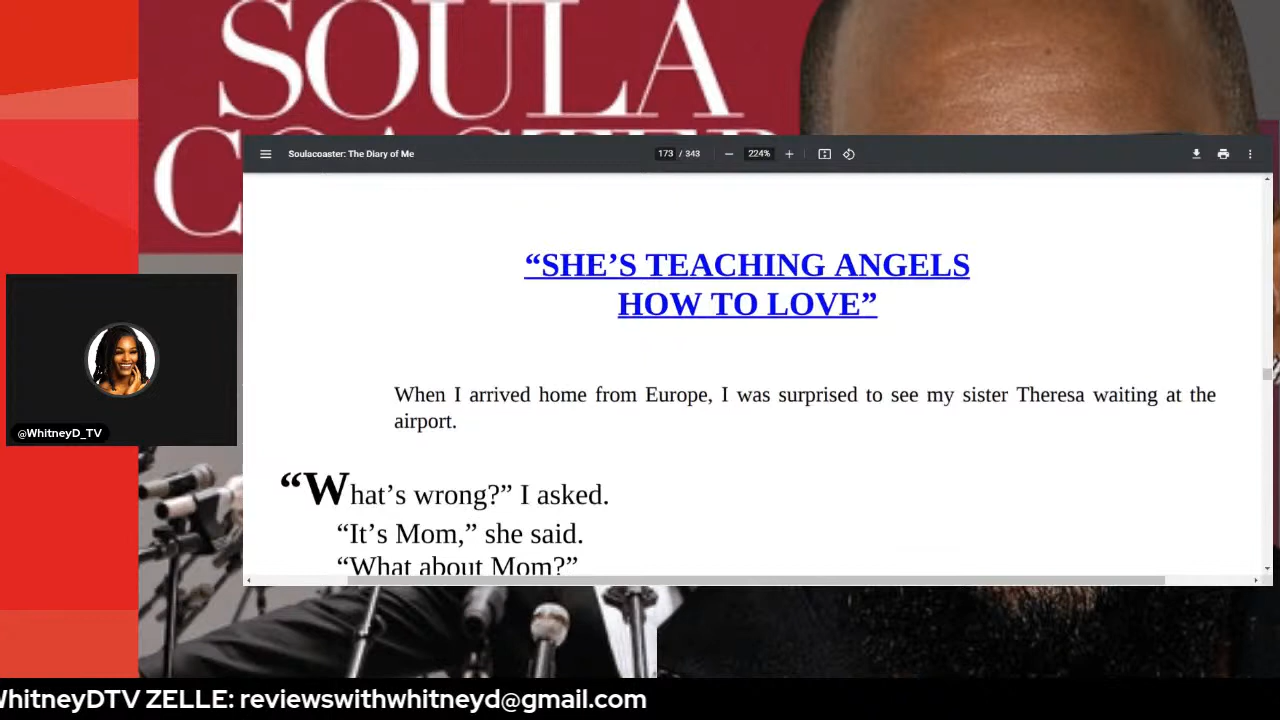 SOULA
COASTER
Soulacoaster: The Diary of Me
173 / 343
224%
“SHE’S TEACHING ANGELS
HOW TO LOVE”
When I arrived home from Europe, I was surprised to see my sister Theresa waiting at the
airport.
“What’s wrong?” I asked.
“It’s Mom,” she said.
“What about Mom?”
@WhitneyD_TV
WhitneyDTV ZELLE: reviewswithwhitneyd@gmail.com